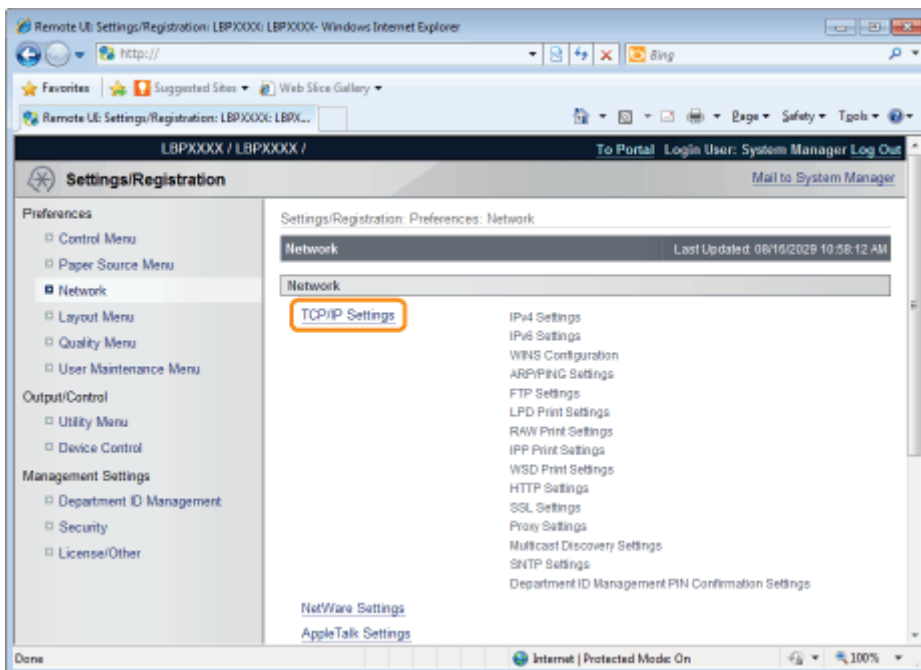 Remote UI: Settings/Registration: LBPXXXX: LBPXXXX- Windows Internet Explorer
http://
Bing
Favorites Suggested Sites Web Slice Gallery
Remote UI: Settings/Registration: LBPXXXX: LBPX...
Page Safety Tools
LBPXXXX / LBPXXXX /
To Portal Login User: System Manager Log Out
Settings/Registration
Mail to System Manager
Preferences
Control Menu
Paper Source Menu
Network
Layout Menu
Quality Menu
User Maintenance Menu
Output/Control
Utility Menu
Device Control
Management Settings
Department ID Management
Security
License/Other
Settings/Registration: Preferences: Network
Network Last Updated: 08/16/2029 10:58:12 AM
Network
TCP/IP Settings
IPv4 Settings
IPv6 Settings
WINS Configuration
ARP/PING Settings
FTP Settings
LPD Print Settings
RAW Print Settings
IPP Print Settings
WSD Print Settings
HTTP Settings
SSL Settings
Proxy Settings
Multicast Discovery Settings
SNTP Settings
Department ID Management PIN Confirmation Settings
NetWare Settings
AppleTalk Settings
Done
Internet | Protected Mode: On
100%